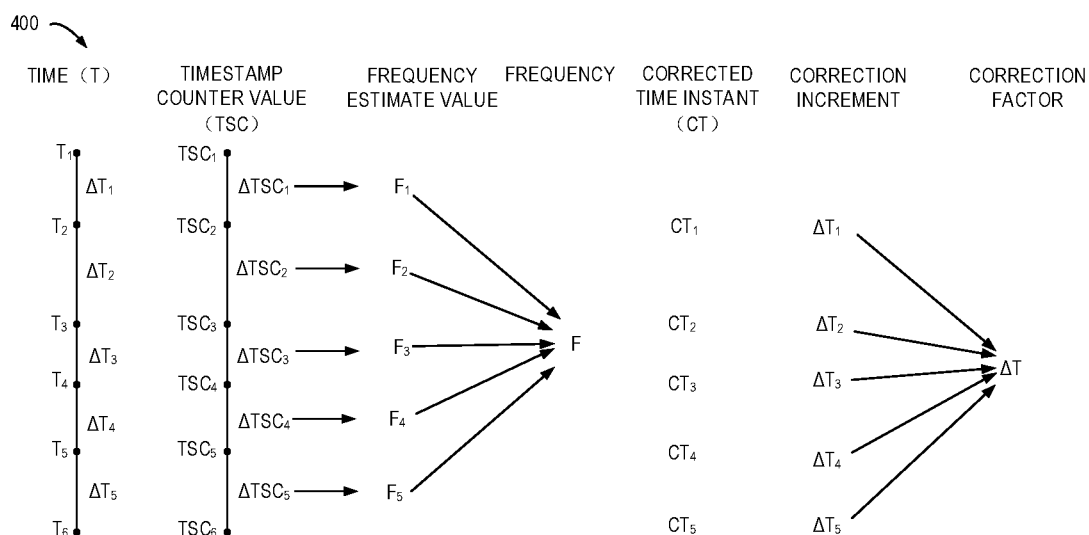 400
TIME (T)
TIMESTAMP
COUNTER VALUE
(TSC)
FREQUENCY
ESTIMATE VALUE
FREQUENCY
CORRECTED
TIME INSTANT
(CT)
CORRECTION
INCREMENT
CORRECTION
FACTOR
T₁
TSC₁
ΔT₁
ΔTSC₁
F₁
T₂
TSC₂
CT₁
ΔT₁
ΔT₂
ΔTSC₂
F₂
T₃
TSC₃
CT₂
ΔT₂
ΔT₃
ΔTSC₃
F₃
F
ΔT
T₄
TSC₄
CT₃
ΔT₃
ΔT₄
ΔTSC₄
F₄
T₅
TSC₅
CT₄
ΔT₄
ΔT₅
ΔTSC₅
F₅
T₆
TSC₆
CT₅
ΔT₅